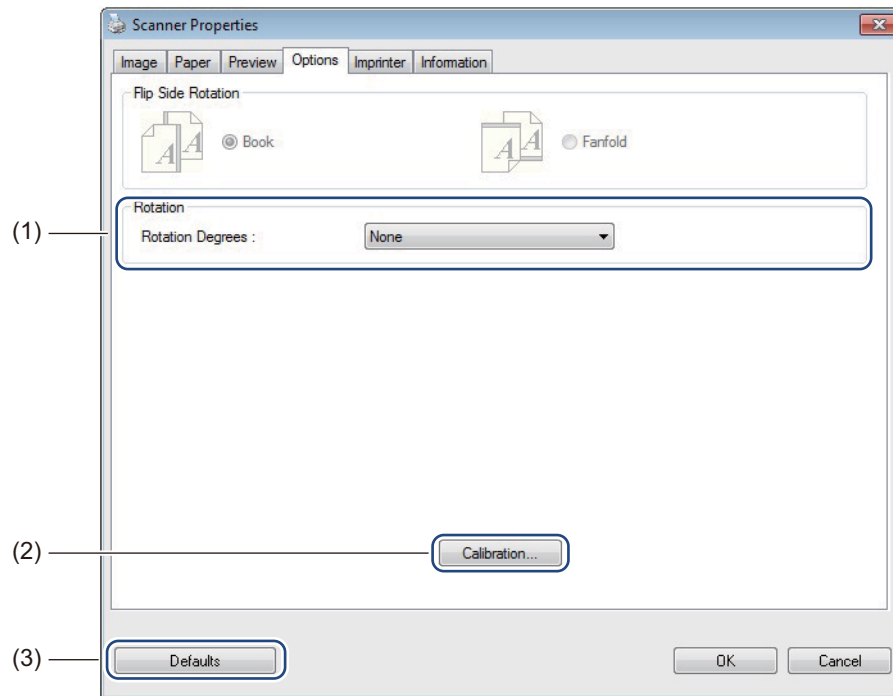 Scanner Properties
Image Paper Preview Options Imprinter Information
Flip Side Rotation
A A Book A A Fanfold
(1) Rotation
Rotation Degrees : None
(2) Calibration...
(3) Defaults OK Cancel